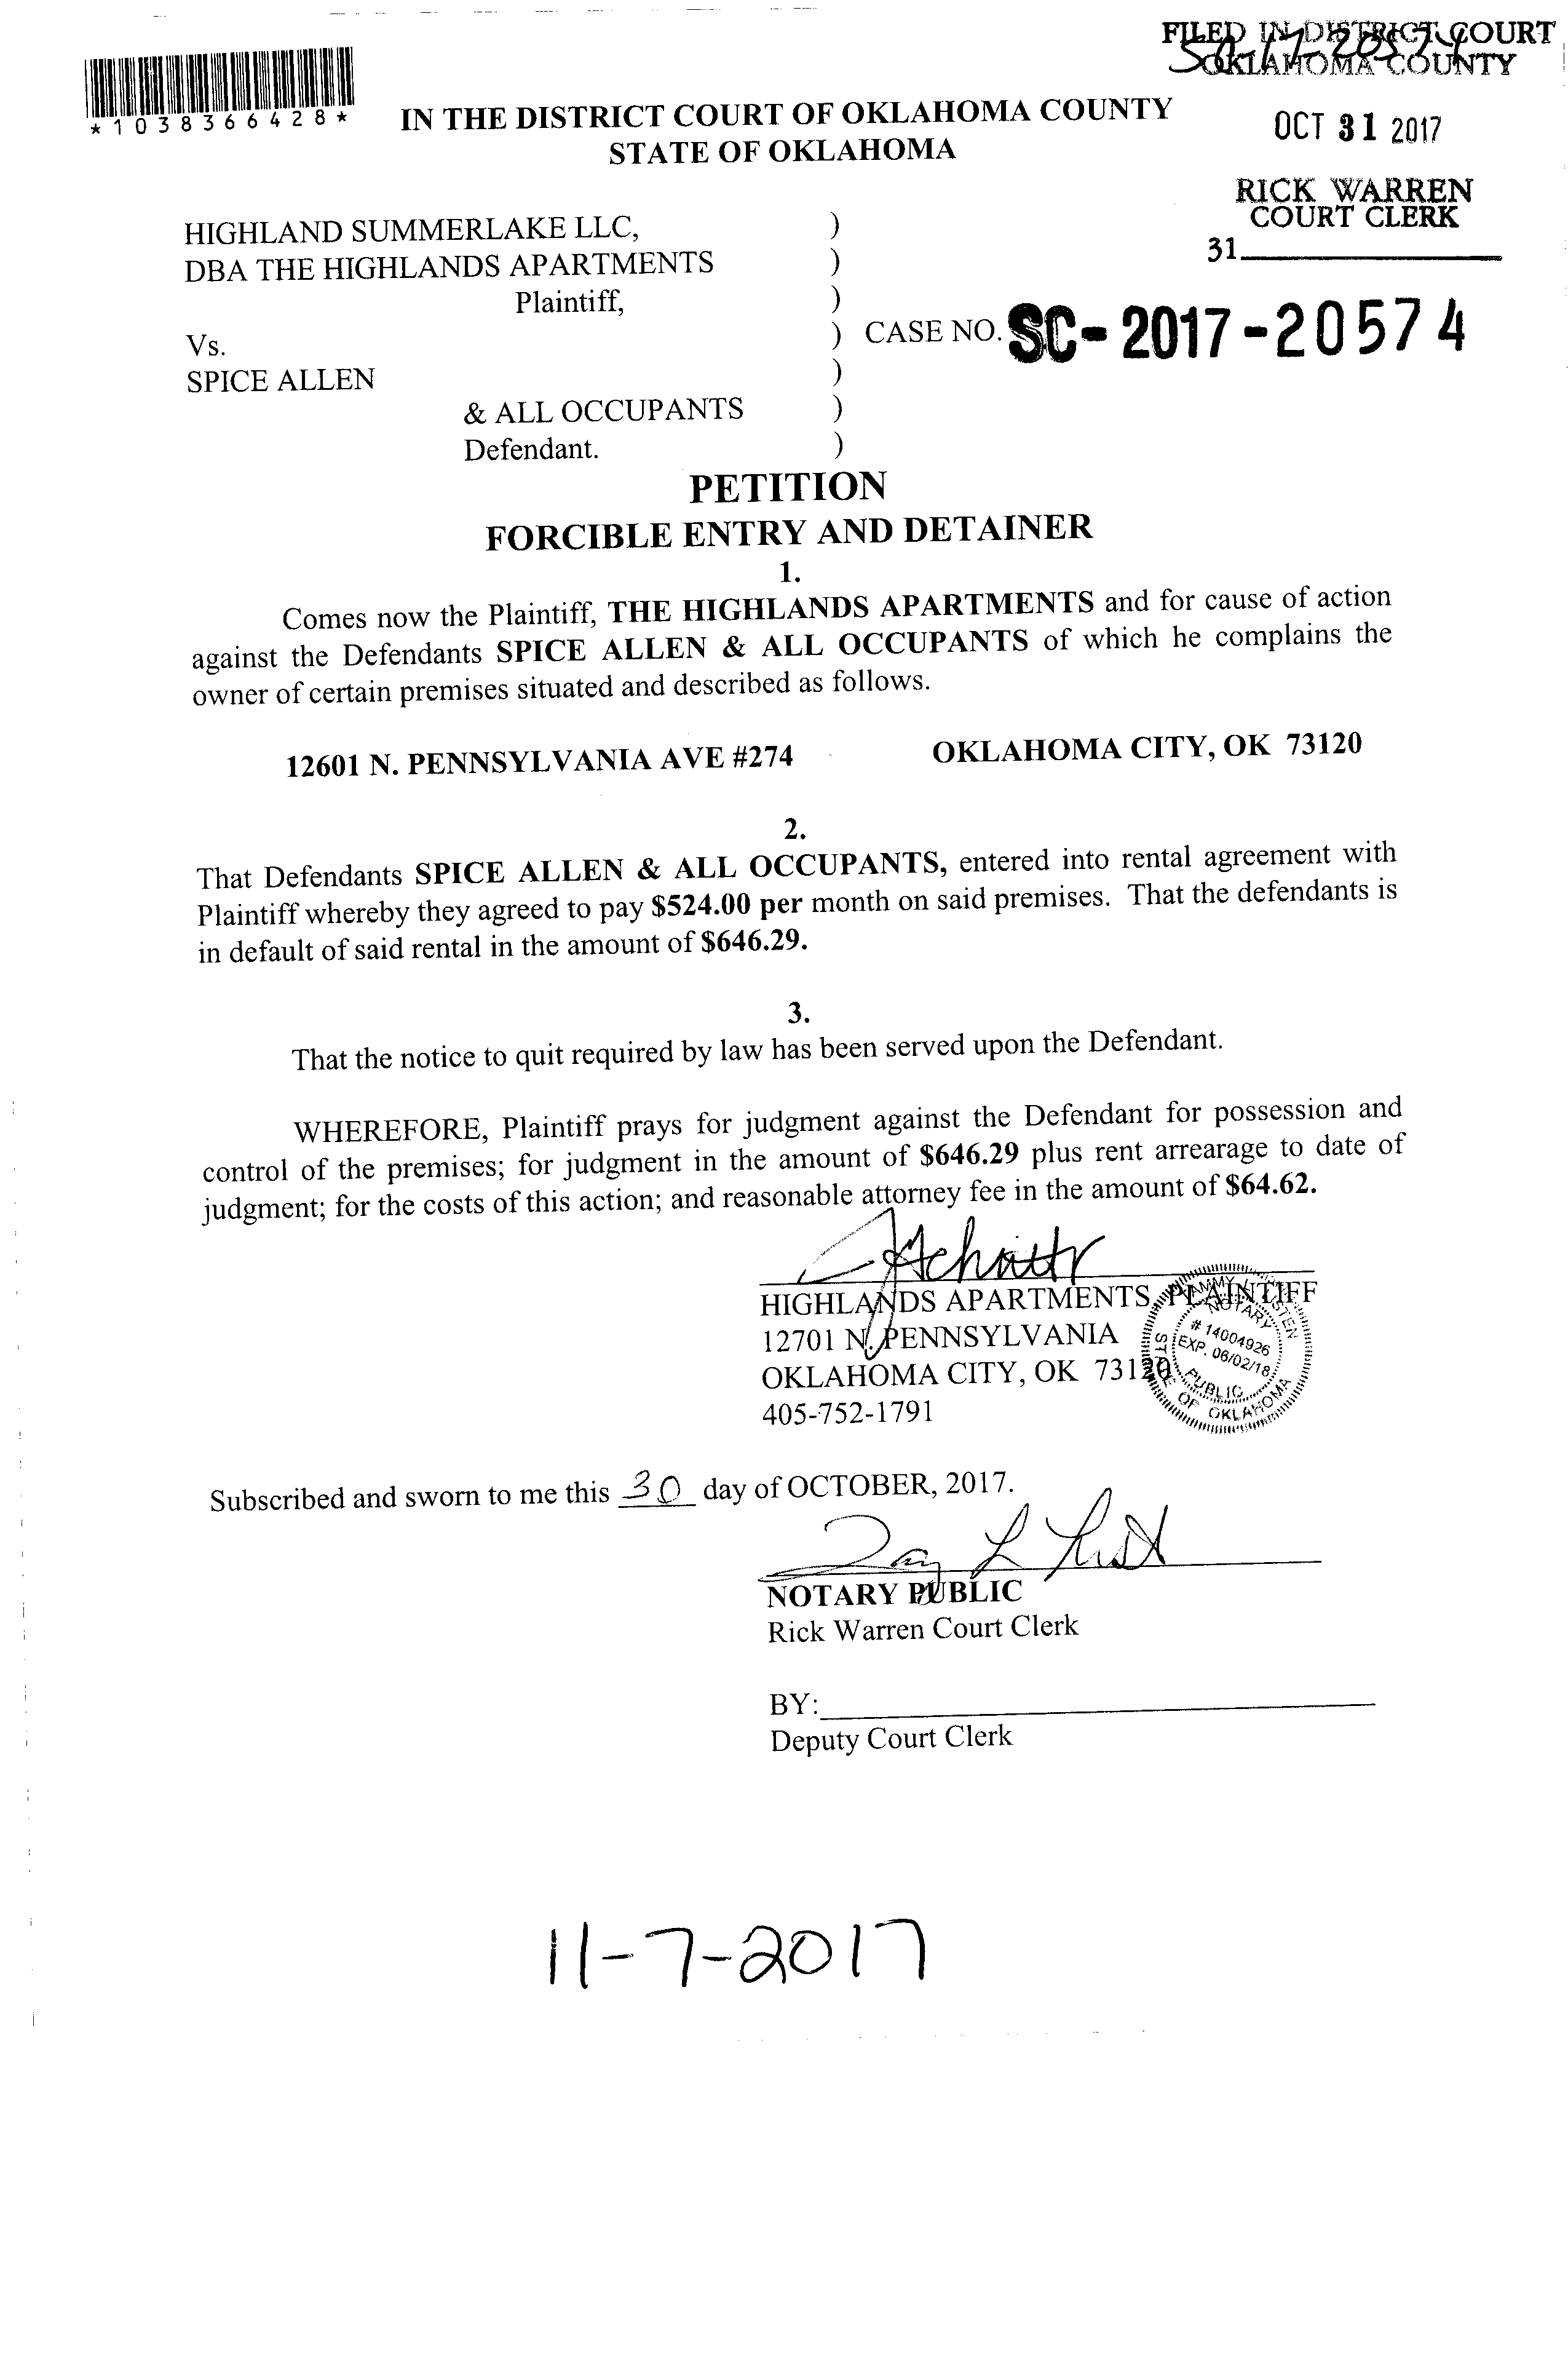 FILED IN DISTRICT COURT
OKLAHOMA COUNTY
*1038366428*
IN THE DISTRICT COURT OF OKLAHOMA COUNTY
STATE OF OKLAHOMA
OCT 31 2017
RICK WARREN
COURT CLERK
31
HIGHLAND SUMMERLAKE LLC, )
DBA THE HIGHLANDS APARTMENTS )
Plaintiff, )
) CASE NO. SC-2017-20574
Vs.
SPICE ALLEN )
& ALL OCCUPANTS )
Defendant. )
PETITION
FORCIBLE ENTRY AND DETAINER
1.
Comes now the Plaintiff, THE HIGHLANDS APARTMENTS and for cause of action
against the Defendants SPICE ALLEN & ALL OCCUPANTS of which he complains the
owner of certain premises situated and described as follows.
12601 N. PENNSYLVANIA AVE #274 OKLAHOMA CITY, OK 73120
2.
That Defendants SPICE ALLEN & ALL OCCUPANTS, entered into rental agreement with
Plaintiff whereby they agreed to pay $524.00 per month on said premises. That the defendants is
in default of said rental in the amount of $646.29.
3.
That the notice to quit required by law has been served upon the Defendant.
WHEREFORE, Plaintiff prays for judgment against the Defendant for possession and
control of the premises; for judgment in the amount of $646.29 plus rent arrearage to date of
judgment; for the costs of this action; and reasonable attorney fee in the amount of $64.62.
HIGHLANDS APARTMENTS, PLAINTIFF
12701 N. PENNSYLVANIA
OKLAHOMA CITY, OK 73120
405-752-1791
NOTARY
# 14004926
EXP. 06/02/18
PUBLIC
STATE OF OKLAHOMA
Subscribed and sworn to me this 30 day of OCTOBER, 2017.
NOTARY PUBLIC
Rick Warren Court Clerk
BY:
Deputy Court Clerk
11-7-2017